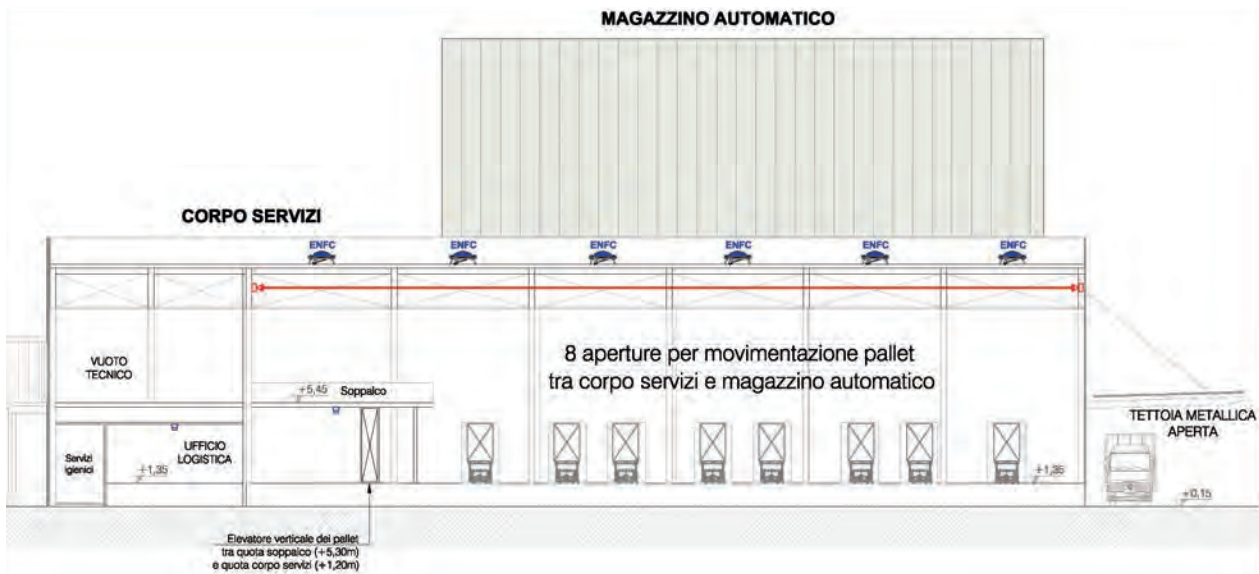 MAGAZZINO AUTOMATICO
CORPO SERVIZI
ENFC
ENFC
ENFC
ENFC
ENFC
ENFC
8 aperture per movimentazione pallet
tra corpo servizi e magazzino automatico
VUOTO
TECNICO
+5,45
Soppalco
TETTOIA METALLICA
APERTA
Servizi
igienici
UFFICIO
LOGISTICA
+1,35
+1,35
+0,15
Elevatore verticale dei pallet
tra quota soppalco (+5,30m)
e quota corpo servizi (+1,20m)